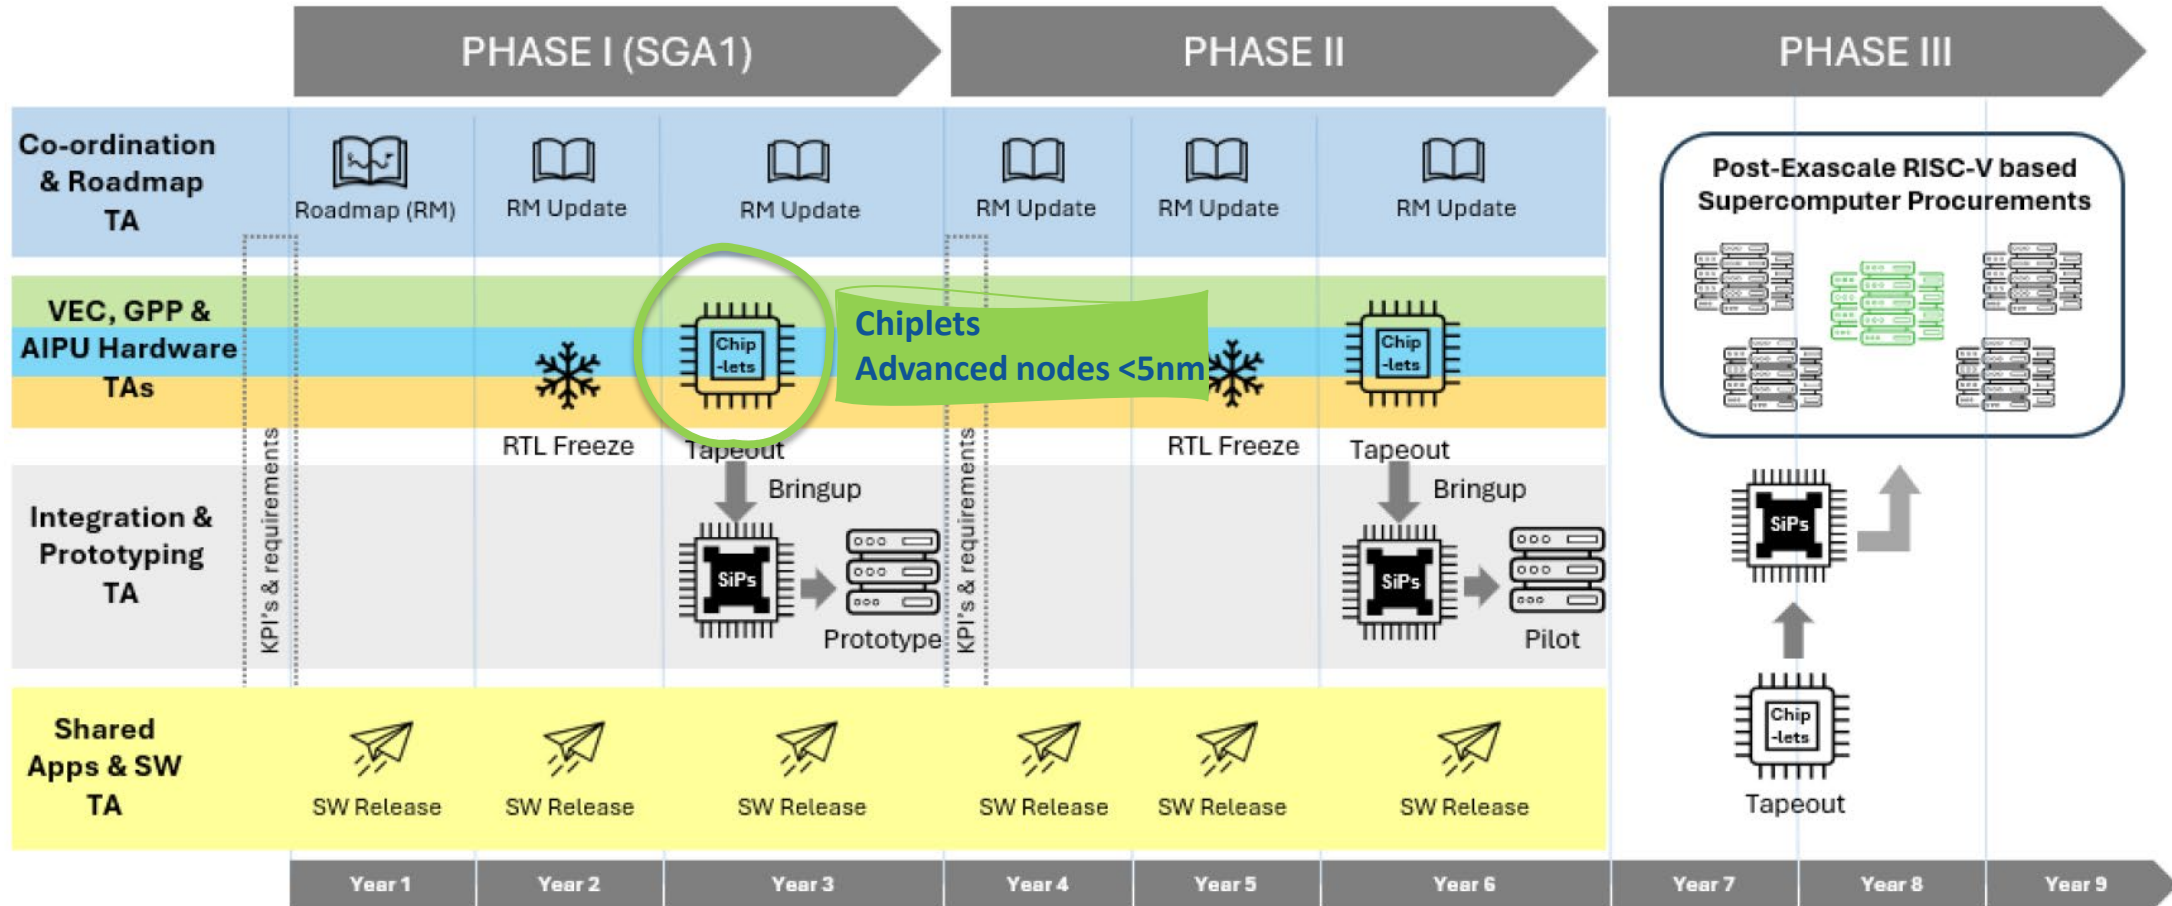 PHASE I (SGA1)
PHASE II
PHASE III
Co-ordination
& Roadmap
TA
Roadmap (RM)
RM Update
RM Update
RM Update
RM Update
RM Update
Post-Exascale RISC-V based
Supercomputer Procurements
VEC, GPP &
AIPU Hardware
TAs
Chip
-lets
Chiplets
Advanced nodes <5nm
Chip
-lets
RTL Freeze
Tapeout
RTL Freeze
Tapeout
KPI's & requirements
KPI's & requirements
Integration &
Prototyping
TA
Bringup
SiPs
Prototype
Bringup
SiPs
Pilot
SiPs
Chip
-lets
Tapeout
Shared
Apps & SW
TA
SW Release
SW Release
SW Release
SW Release
SW Release
SW Release
Year 1
Year 2
Year 3
Year 4
Year 5
Year 6
Year 7
Year 8
Year 9